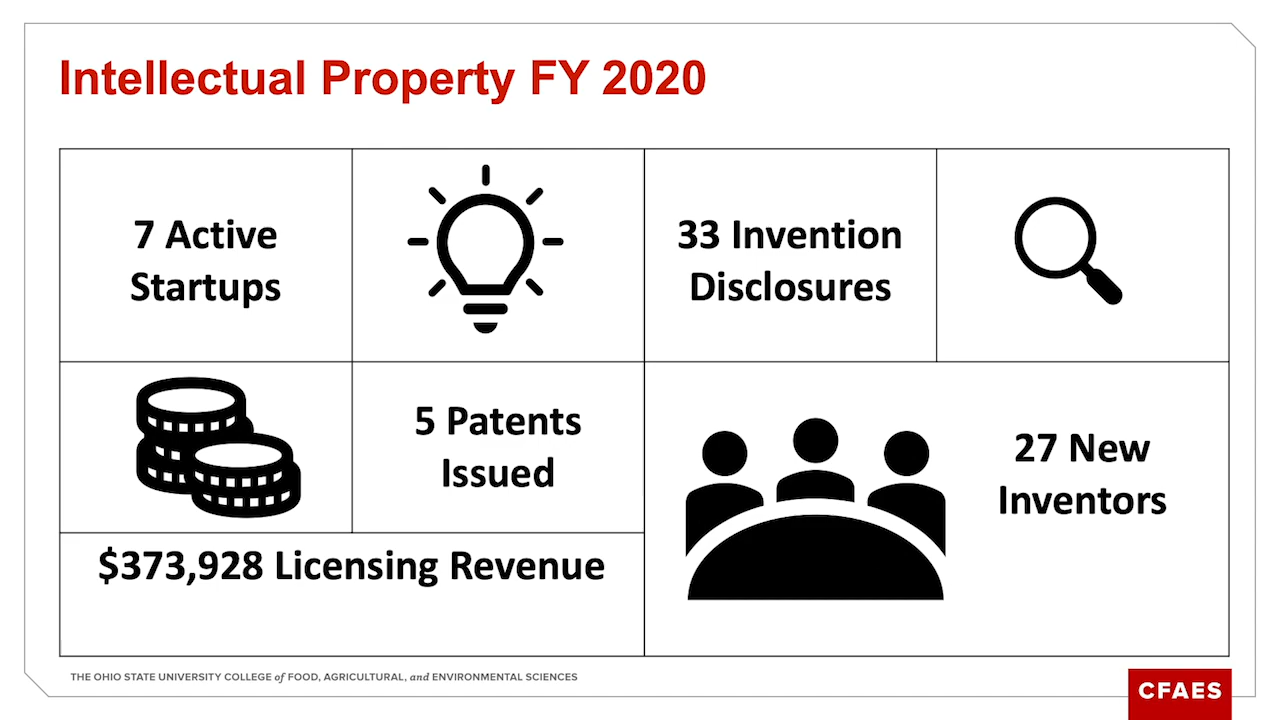 Intellectual Property FY 2020
7 Active
Startups
33 Invention
Disclosures
5 Patents
Issued
27 New
Inventors
$373,928 Licensing Revenue
THE OHIO STATE UNIVERSITY COLLEGE of FOOD, AGRICULTURAL, and ENVIRONMENTAL SCIENCES
CFAES